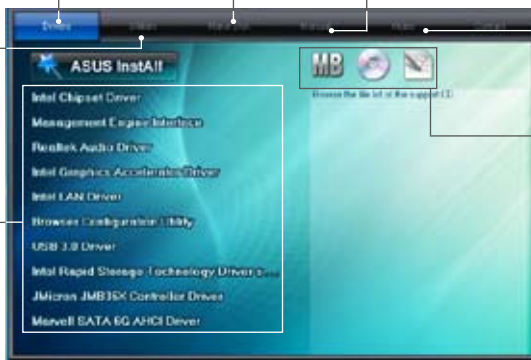 Drivers
Manual
ASUS InstAll
MB
Browse the file list of the support CD
Intel Chipset Driver
Management Engine Interface
Realtek Audio Driver
Intel Graphics Accelerator Driver
Intel LAN Driver
Browser Configuration Utility
USB 3.0 Driver
Intel Rapid Storage Technology Driver s...
JMicron JMB36X Controller Driver
Marvell SATA 6G AHCI Driver